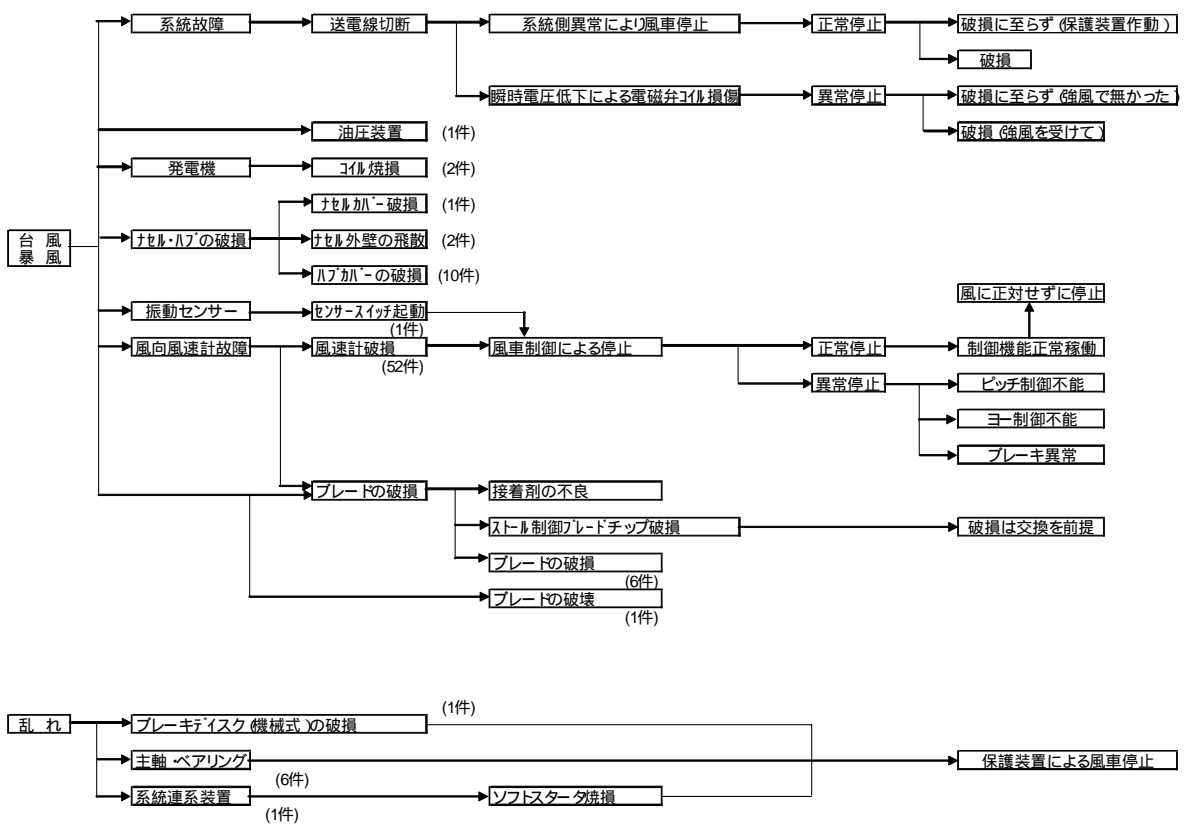 系統故障 送電線切断 系統側異常により風車停止 正常停止 破損に至らず(保護装置作動)
破損
瞬時電圧低下による電磁弁コイル損傷 異常停止 破損に至らず(強風で無かった)
油圧装置 (1件) 破損(強風を受けて)
発電機 コイル焼損 (2件)
ナセルカバー破損 (1件)
台 風
暴 風
ナセル・ハブの破損 ナセル外壁の飛散 (2件)
ハブカバーの破損 (10件)
風に正対せずに停止
振動センサー センサースイッチ起動
(1件)
風向風速計故障 風速計破損 風車制御による停止 正常停止 制御機能正常稼働
(52件)
異常停止 ピッチ制御不能
ヨー制御不能
ブレーキ異常
ブレードの破損 接着剤の不良
ストール制御ブレードチップ破損 破損は交換を前提
ブレードの破損
(6件)
ブレードの破壊
(1件)
(1件)
乱 れ ブレーキディスク(機械式)の破損
主軸・ベアリング 保護装置による風車停止
(6件)
系統連系装置 ソフトスタータ焼損
(1件)